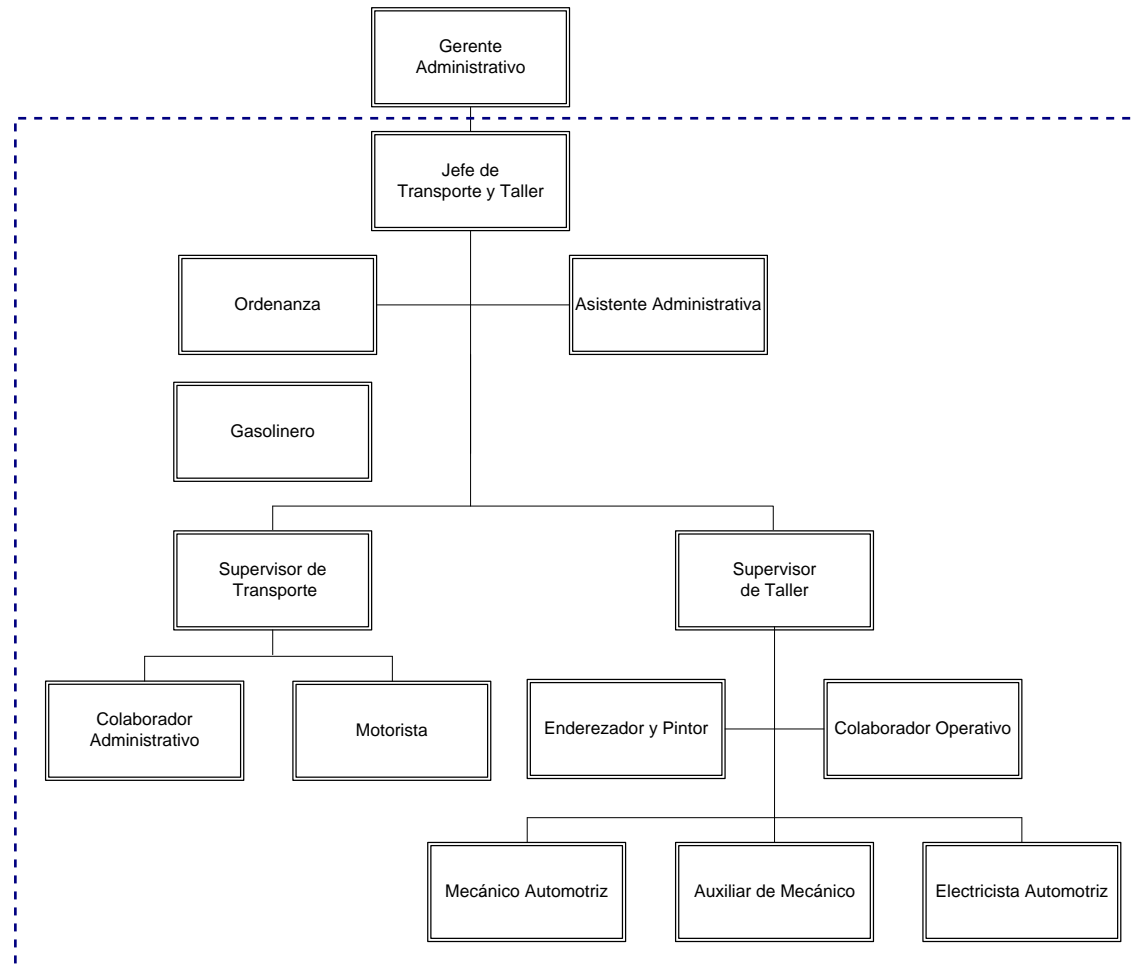 Gerente
Administrativo
Jefe de
Transporte y Taller
Ordenanza
Asistente Administrativa
Gasolinero
Supervisor de
Transporte
Supervisor
de Taller
Colaborador
Administrativo
Motorista
Enderezador y Pintor
Colaborador Operativo
Mecánico Automotriz
Auxiliar de Mecánico
Electricista Automotriz